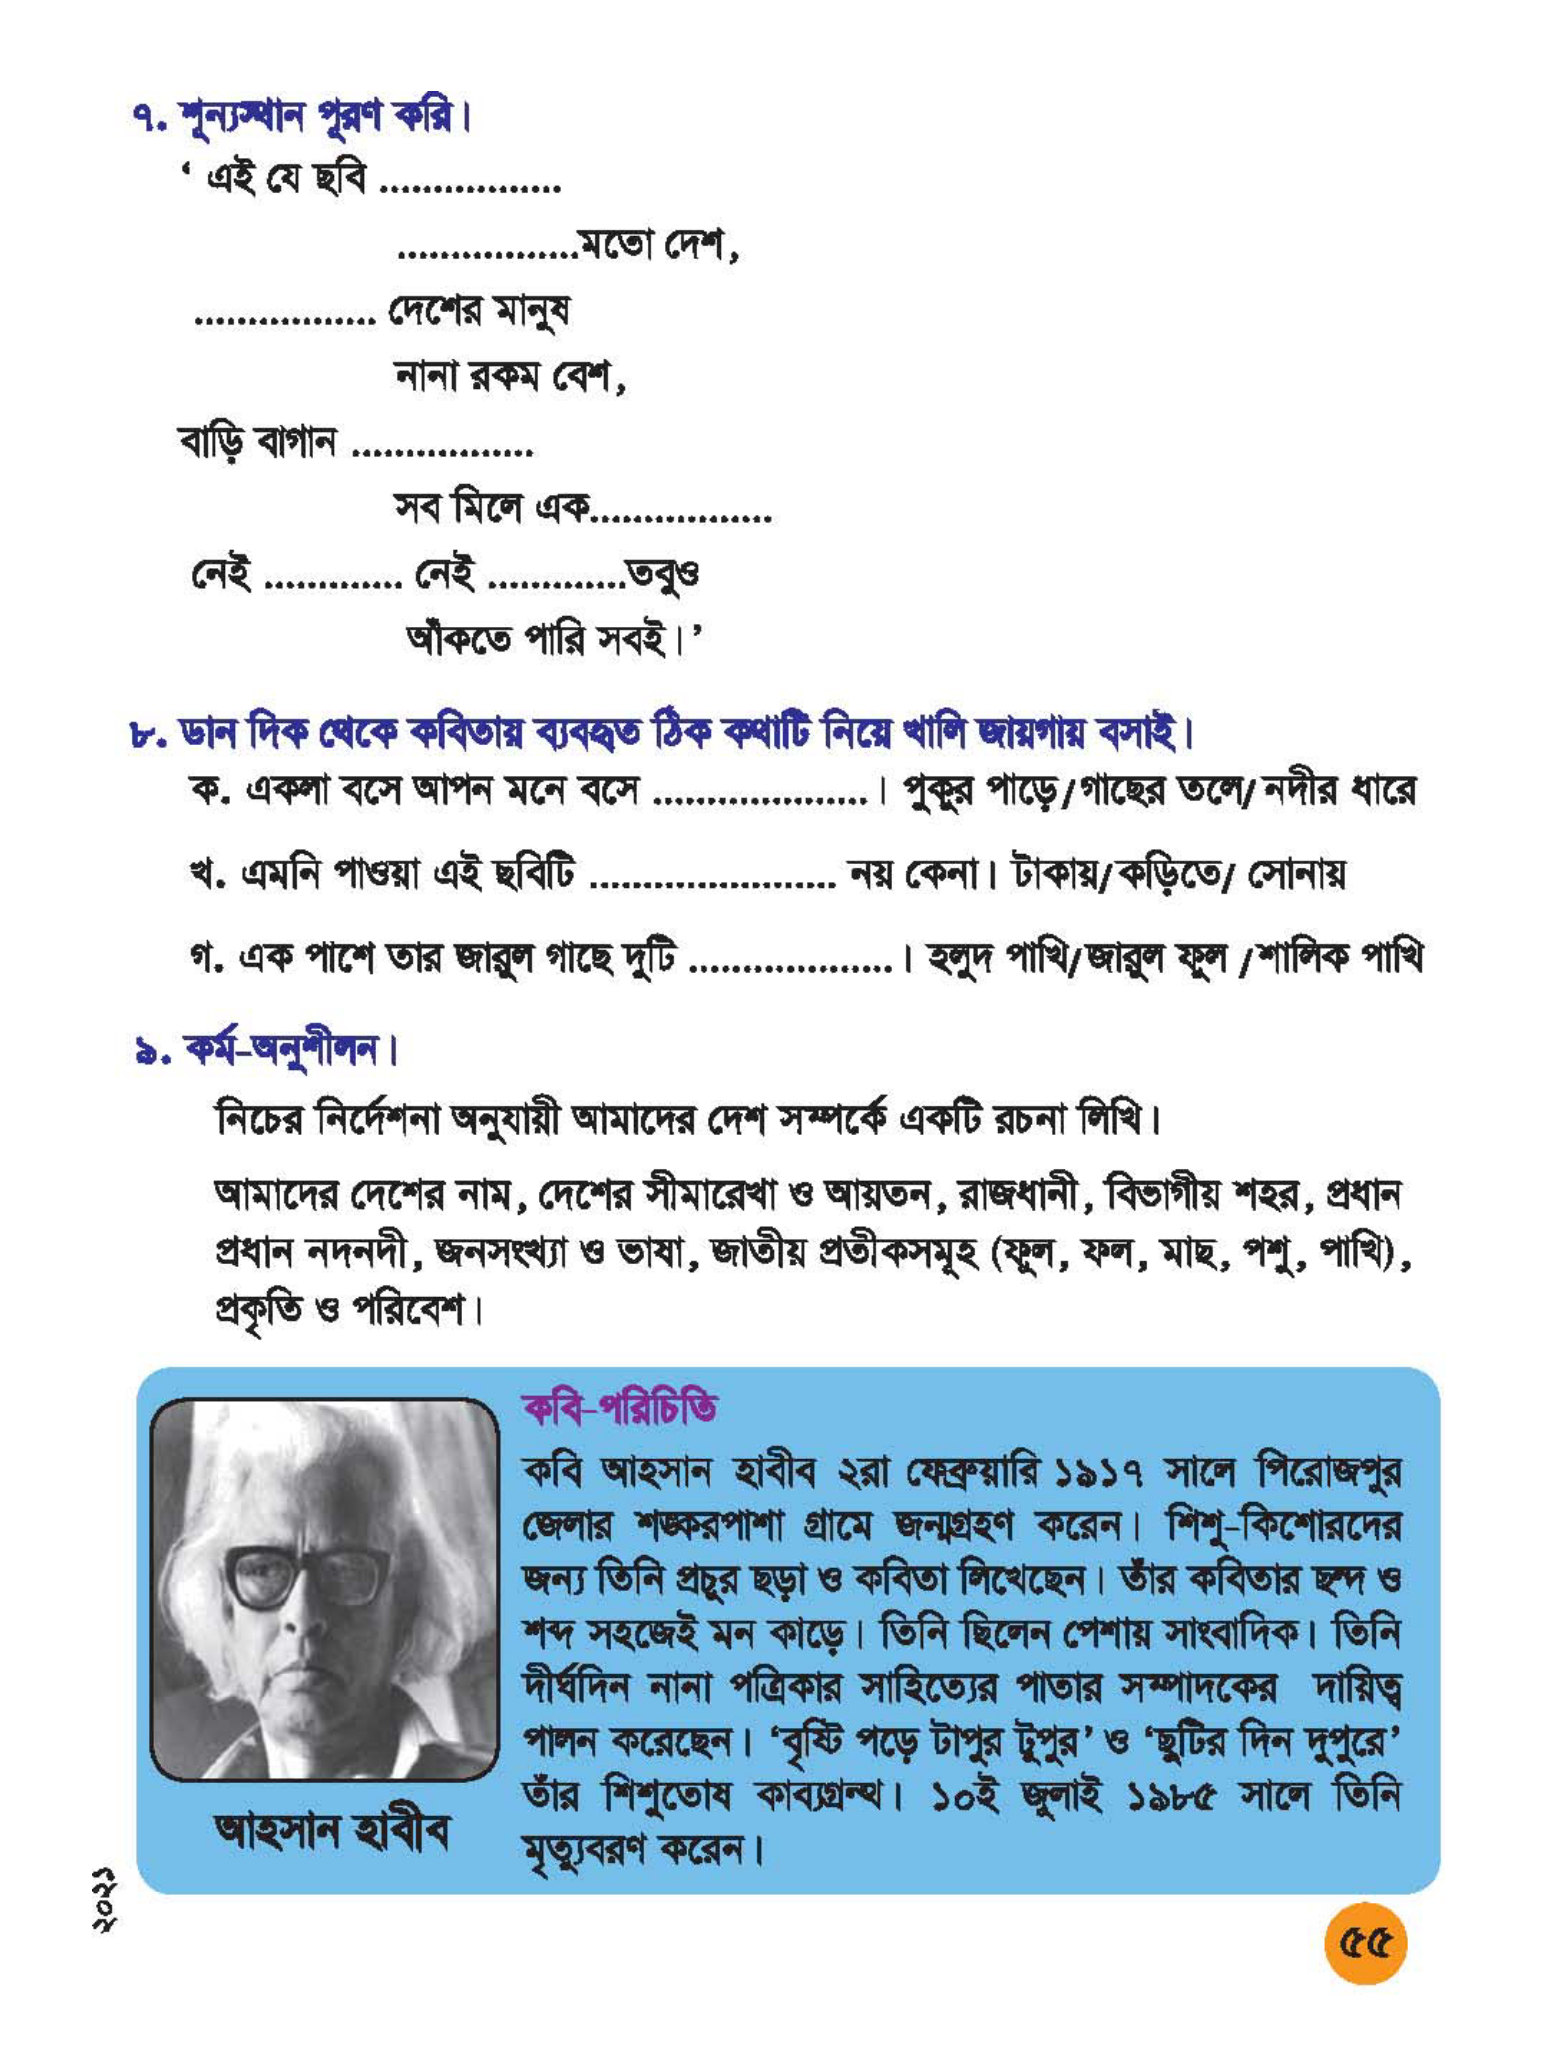 ৭. শূন্যস্থান পূরণ করি।
‘ এই যে ছবি .................
.................মতো দেশ,
................. দেশের মানুষ
নানা রকম বেশ,
বাড়ি বাগান .................
সব মিলে এক.................
নেই ............. নেই .............তবুও
আঁকতে পারি সবই।’
৮. ডান দিক থেকে কবিতায় ব্যবহৃত ঠিক কথাটি নিয়ে খালি জায়গায় বসাই।
ক. একলা বসে আপন মনে বসে ....................। পুকুর পাড়ে/গাছের তলে/ নদীর ধারে
খ. এমনি পাওয়া এই ছবিটি ....................... নয় কেনা। টাকায়/কড়িতে/ সোনায়
গ. এক পাশে তার জারুল গাছে দুটি ...................। হলুদ পাখি/জারুল ফুল /শালিক পাখি
৯. কর্ম-অনুশীলন।
নিচের নির্দেশনা অনুযায়ী আমাদের দেশ সম্পর্কে একটি রচনা লিখি।
আমাদের দেশের নাম, দেশের সীমারেখা ও আয়তন, রাজধানী, বিভাগীয় শহর, প্রধান
প্রধান নদনদী, জনসংখ্যা ও ভাষা, জাতীয় প্রতীকসমূহ (ফুল, ফল, মাছ, পশু, পাখি),
প্রকৃতি ও পরিবেশ।
কবি-পরিচিতি
কবি আহসান হাবীব ২রা ফেব্রুয়ারি ১৯১৭ সালে পিরোজপুর
জেলার শঙ্করপাশা গ্রামে জন্মগ্রহণ করেন। শিশু-কিশোরদের
জন্য তিনি প্রচুর ছড়া ও কবিতা লিখেছেন। তাঁর কবিতার ছন্দ ও
শব্দ সহজেই মন কাড়ে। তিনি ছিলেন পেশায় সাংবাদিক। তিনি
দীর্ঘদিন নানা পত্রিকার সাহিত্যের পাতার সম্পাদকের দায়িত্ব
পালন করেছেন। ‘বৃষ্টি পড়ে টাপুর টুপুর’ ও ‘ছুটির দিন দুপুরে’
তাঁর শিশুতোষ কাব্যগ্রন্থ। ১০ই জুলাই ১৯৮৫ সালে তিনি
মৃত্যুবরণ করেন।
আহসান হাবীব
২০২১
৫৫